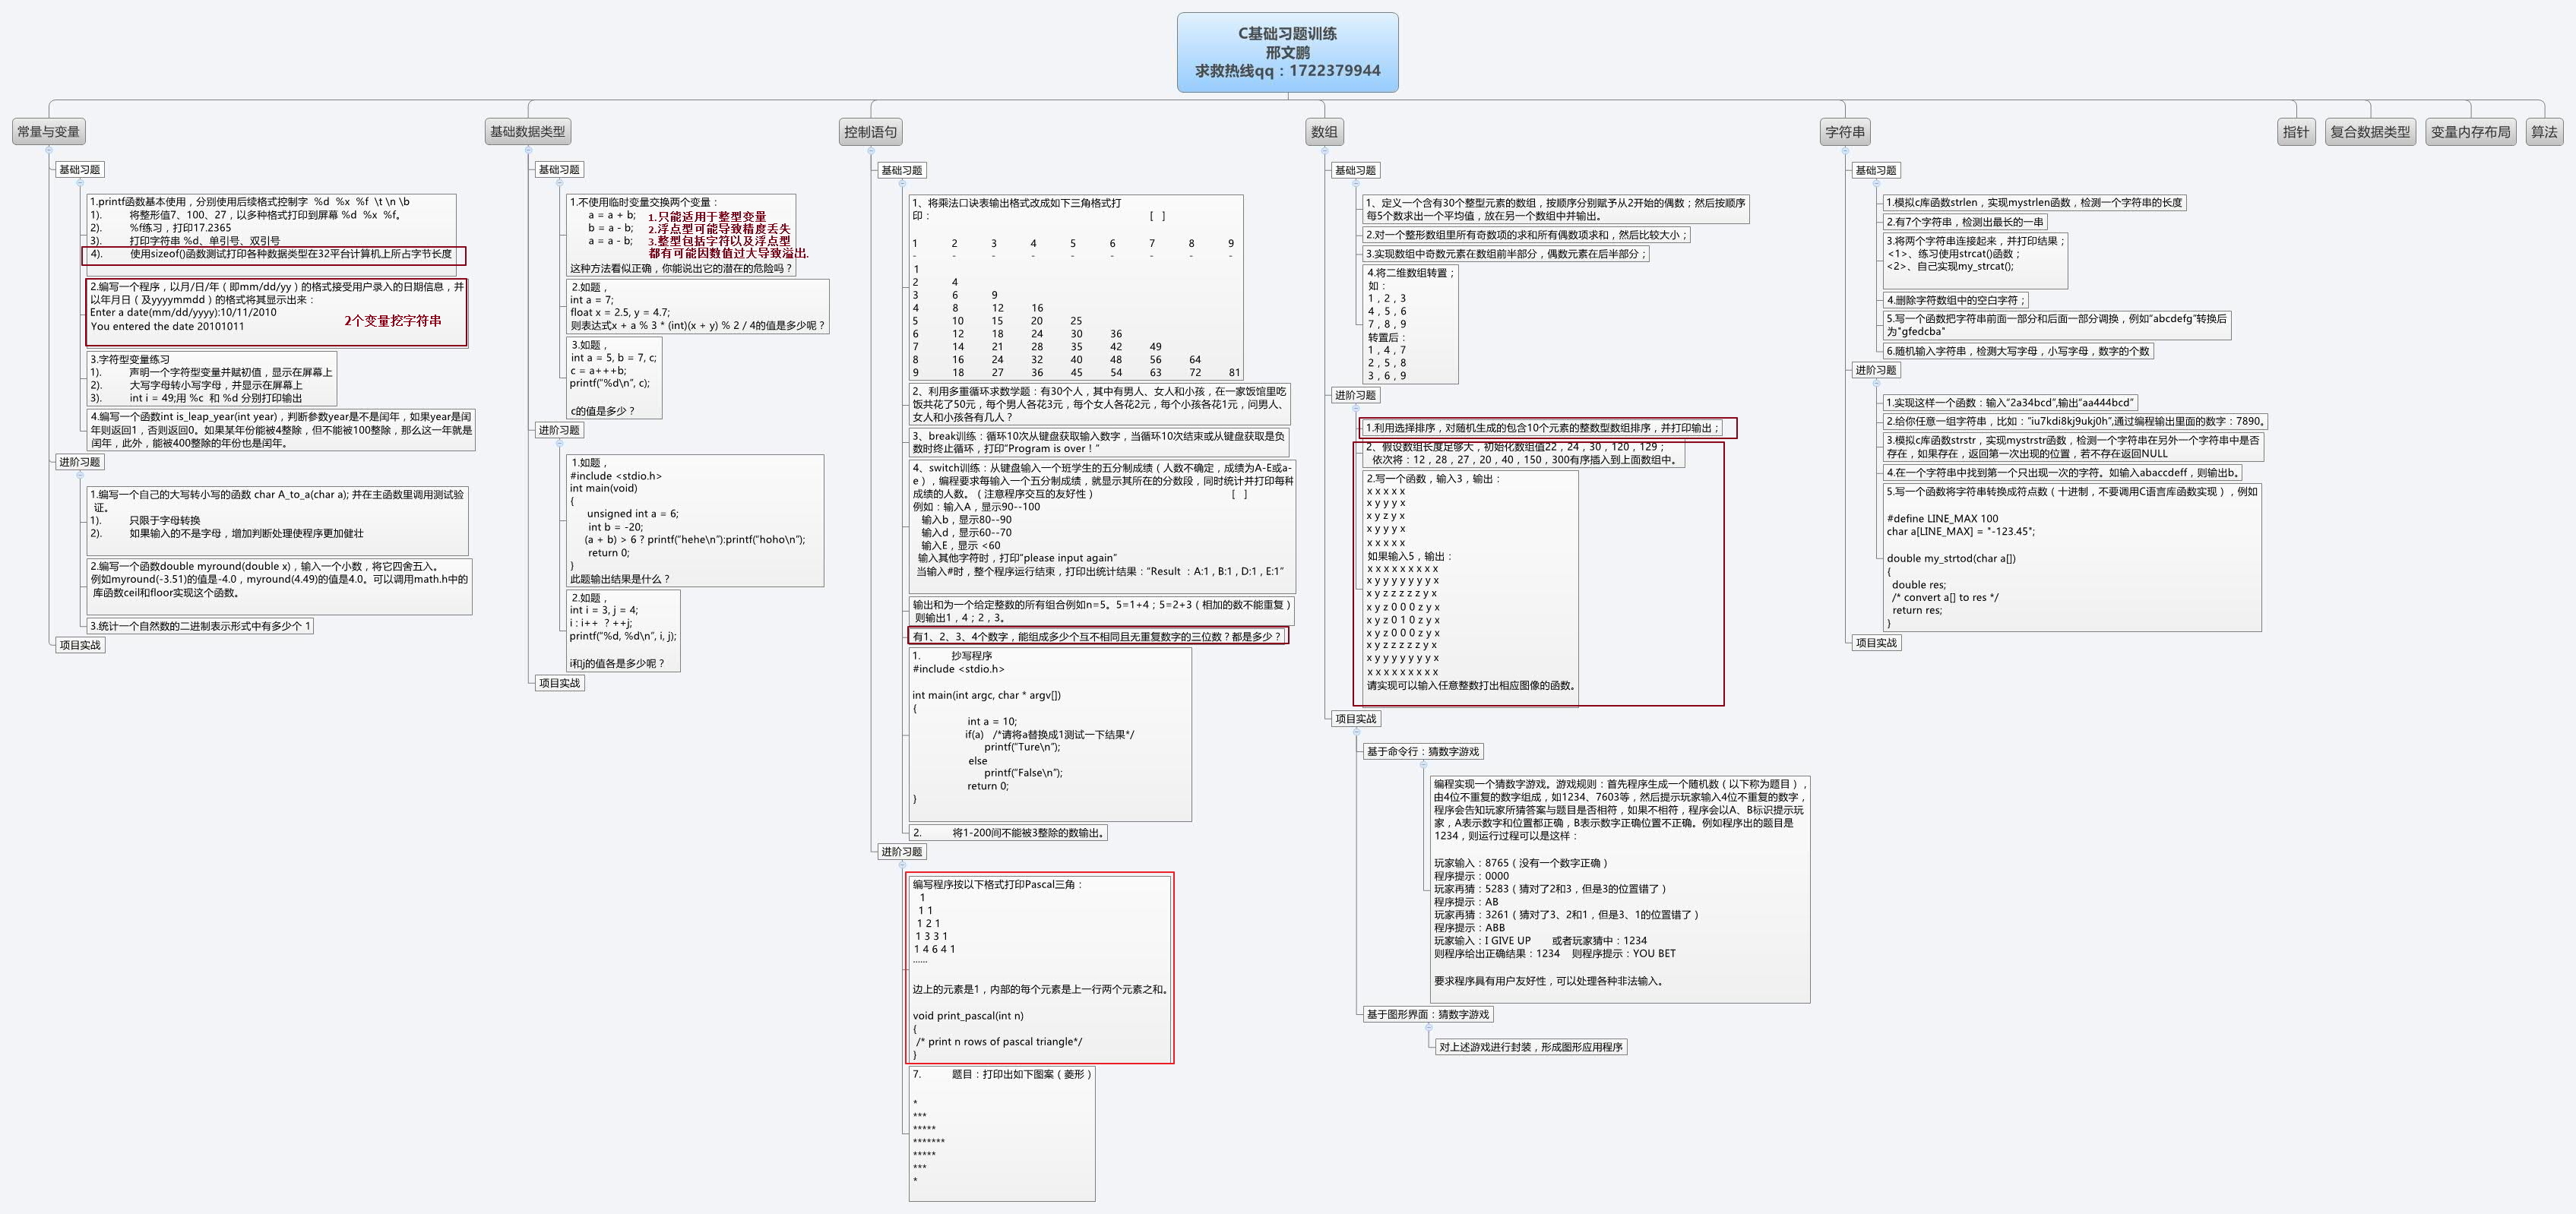 C基础习题训练
邢文鹏
求救热线qq：1722379944
常量与变量
基础习题
1.printf函数基本使用，分别使用后续格式控制字 %d %x %f \t \n \b
1). 将整形值7、100、27，以多种格式打印到屏幕 %d %x %f。
2). %f练习，打印17.2365
3). 打印字符串 %d、单引号、双引号
4). 使用sizeof()函数测试打印各种数据类型在32平台计算机上所占字节长度
2.编写一个程序，以月/日/年（即mm/dd/yy）的格式接受用户录入的日期信息，并
以年月日（及yyyymmdd）的格式将其显示出来：
Enter a date(mm/dd/yyyy):10/11/2010
You entered the date 20101011
2个变量挖字符串
3.字符型变量练习
1). 声明一个字符型变量并赋初值，显示在屏幕上
2). 大写字母转小写字母，并显示在屏幕上
3). int i = 49;用 %c 和 %d 分别打印输出
4.编写一个函数int is_leap_year(int year)，判断参数year是不是闰年，如果year是闰
年则返回1，否则返回0。如果某年份能被4整除，但不能被100整除，那么这一年就是
闰年，此外，能被400整除的年份也是闰年。
进阶习题
1.编写一个自己的大写转小写的函数 char A_to_a(char a); 并在主函数里调用测试验
证。
1). 只限于字母转换
2). 如果输入的不是字母，增加判断处理使程序更加健壮
2.编写一个函数double myround(double x)，输入一个小数，将它四舍五入。
例如myround(-3.51)的值是-4.0，myround(4.49)的值是4.0。可以调用math.h中的
库函数ceil和floor实现这个函数。
3.统计一个自然数的二进制表示形式中有多少个 1
项目实战
基础数据类型
基础习题
1.不使用临时变量交换两个变量：
a = a + b;
b = a - b;
a = a - b;
1.只能适用于整型变量
2.浮点型可能导致精度丢失
3.整型包括字符以及浮点型
都有可能因数值过大导致溢出.
这种方法看似正确，你能说出它的潜在的危险吗？
2.如题，
int a = 7;
float x = 2.5, y = 4.7;
则表达式x + a % 3 * (int)(x + y) % 2 / 4的值是多少呢？
3.如题，
int a = 5, b = 7, c;
c = a+++b;
printf("%d\n", c);
c的值是多少？
进阶习题
1.如题，
#include <stdio.h>
int main(void)
{
unsigned int a = 6;
int b = -20;
(a + b) > 6 ? printf("hehe\n"):printf("hoho\n");
return 0;
}
此题输出结果是什么？
2.如题，
int i = 3, j = 4;
i : i++ ? ++j;
printf("%d, %d\n", i, j);
i和j的值各是多少呢？
项目实战
控制语句
基础习题
1、将乘法口诀表输出格式改成如下三角格式打
印： [ ]
1 2 3 4 5 6 7 8 9
- - - - - - - - -
1
2 4
3 6 9
4 8 12 16
5 10 15 20 25
6 12 18 24 30 36
7 14 21 28 35 42 49
8 16 24 32 40 48 56 64
9 18 27 36 45 54 63 72 81
2、利用多重循环求数学题：有30个人，其中有男人、女人和小孩，在一家饭馆里吃
饭共花了50元，每个男人各花3元，每个女人各花2元，每个小孩各花1元，问男人、
女人和小孩各有几人？
3、break训练：循环10次从键盘获取输入数字，当循环10次结束或从键盘获取是负
数时终止循环，打印"Program is over！"
4、switch训练：从键盘输入一个班学生的五分制成绩（人数不确定，成绩为A-E或a-
e），编程要求每输入一个五分制成绩，就显示其所在的分数段，同时统计并打印每种
成绩的人数。（注意程序交互的友好性） [ ]
例如：输入A，显示90--100
输入b，显示80--90
输入d，显示60--70
输入E，显示 <60
输入其他字符时，打印"please input again"
当输入#时，整个程序运行结束，打印出统计结果："Result ：A:1 , B:1 , D:1 , E:1"
输出和为一个给定整数的所有组合例如n=5。5=1+4；5=2+3（相加的数不能重复）
则输出1，4；2，3。
有1、2、3、4个数字，能组成多少个互不相同且无重复数字的三位数？都是多少？
1. 抄写程序
#include <stdio.h>
int main(int argc, char * argv[])
{
int a = 10;
if(a) /*请将a替换成1测试一下结果*/
printf("Ture\n");
else
printf("False\n");
return 0;
}
2. 将1-200间不能被3整除的数输出。
进阶习题
编写程序按以下格式打印Pascal三角：
1
1 1
1 2 1
1 3 3 1
1 4 6 4 1
......
边上的元素是1，内部的每个元素是上一行两个元素之和。
void print_pascal(int n)
{
/* print n rows of pascal triangle*/
}
7. 题目：打印出如下图案（菱形）
*
***
*****
*******
*****
***
*
数组
基础习题
1、定义一个含有30个整型元素的数组，按顺序分别赋予从2开始的偶数；然后按顺序
每5个数求出一个平均值，放在另一个数组中并输出。
2.对一个整形数组里所有奇数项的求和所有偶数项求和，然后比较大小；
3.实现数组中奇数元素在数组前半部分，偶数元素在后半部分；
4.将二维数组转置；
如：
1，2，3
4，5，6
7，8，9
转置后：
1，4，7
2，5，8
3，6，9
进阶习题
1.利用选择排序，对随机生成的包含10个元素的整数型数组排序，并打印输出；
2、假设数组长度足够大，初始化数组值22，24，30，120，129；
依次将：12，28，27，20，40，150，300有序插入到上面数组中。
2.写一个函数，输入3，输出：
x x x x x
x y y y x
x y z y x
x y y y x
x x x x x
如果输入5，输出：
x x x x x x x x x
x y y y y y y y x
x y z z z z z y x
x y z 0 0 0 z y x
x y z 0 1 0 z y x
x y z 0 0 0 z y x
x y z z z z z y x
x y y y y y y y x
x x x x x x x x x
请实现可以输入任意整数打出相应图像的函数。
项目实战
基于命令行：猜数字游戏
编程实现一个猜数字游戏。游戏规则：首先程序生成一个随机数（以下称为题目），
由4位不重复的数字组成，如1234、7603等，然后提示玩家输入4位不重复的数字，
程序会告知玩家所猜答案与题目是否相符，如果不相符，程序会以A、B标识提示玩
家，A表示数字和位置都正确，B表示数字正确位置不正确。例如程序出的题目是
1234，则运行过程可以是这样：
玩家输入：8765（没有一个数字正确）
程序提示：0000
玩家再猜：5283（猜对了2和3，但是3的位置错了）
程序提示：AB
玩家再猜：3261（猜对了3、2和1，但是3、1的位置错了）
程序提示：ABB
玩家输入：I GIVE UP 或者玩家猜中：1234
则程序给出正确结果：1234 则程序提示：YOU BET
要求程序具有用户友好性，可以处理各种非法输入。
基于图形界面：猜数字游戏
对上述游戏进行封装，形成图形应用程序
字符串
基础习题
1.模拟c库函数strlen，实现mystrlen函数，检测一个字符串的长度
2.有7个字符串，检测出最长的一串
3.将两个字符串连接起来，并打印结果；
<1>、练习使用strcat()函数；
<2>、自己实现my_strcat();
4.删除字符数组中的空白字符；
5.写一个函数把字符串前面一部分和后面一部分调换，例如"abcdefg"转换后
为"gfedcba"
6.随机输入字符串，检测大写字母，小写字母，数字的个数
进阶习题
1.实现这样一个函数：输入"2a34bcd",输出"aa444bcd"
2.给你任意一组字符串，比如："iu7kdi8kj9ukj0h",通过编程输出里面的数字：7890。
3.模拟c库函数strstr，实现mystrstr函数，检测一个字符串在另外一个字符串中是否
存在，如果存在，返回第一次出现的位置，若不存在返回NULL
4.在一个字符串中找到第一个只出现一次的字符。如输入abaccdeff，则输出b。
5.写一个函数将字符串转换成符点数（十进制，不要调用C语言库函数实现），例如
#define LINE_MAX 100
char a[LINE_MAX] = "-123.45";
double my_strtod(char a[])
{
double res;
/* convert a[] to res */
return res;
}
项目实战
指针
复合数据类型
变量内存布局
算法